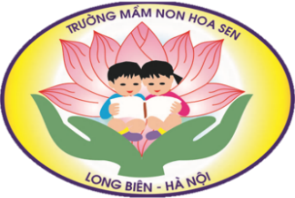 TRƯỜNG MẦM NON HOA SEN
LONG BIÊN - HÀ NỘI